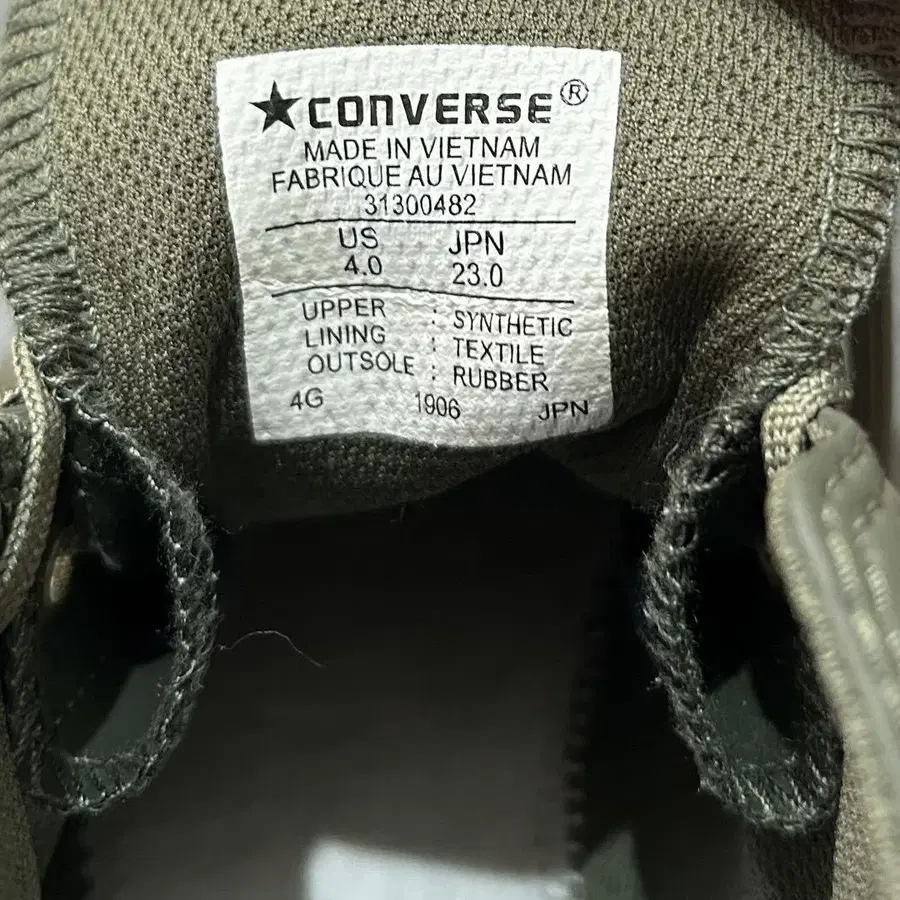 ★CONVERSE®
MADE IN VIETNAM
FABRIQUE AU VIETNAM
31300482
US JPN
4.0 23.0
UPPER : SYNTHETIC
LINING : TEXTILE
OUTSOLE : RUBBER
4G 1906 JPN